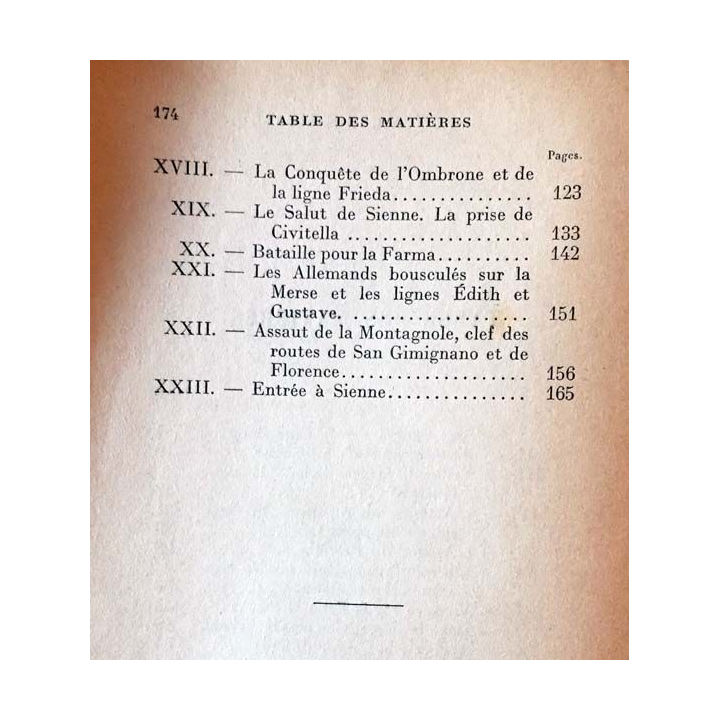 174
TABLE DES MATIÈRES
Pages.
XVIII. — La Conquête de l'Ombrone et de
la ligne Frieda............... 123
XIX. — Le Salut de Sienne. La prise de
Civitella .................... 133
XX. — Bataille pour la Farma.......... 142
XXI. — Les Allemands bousculés sur la
Merse et les lignes Édith et
Gustave. ................... 151
XXII. — Assaut de la Montagnole, clef des
routes de San Gimignano et de
Florence..................... 156
XXIII. — Entrée à Sienne............... 165